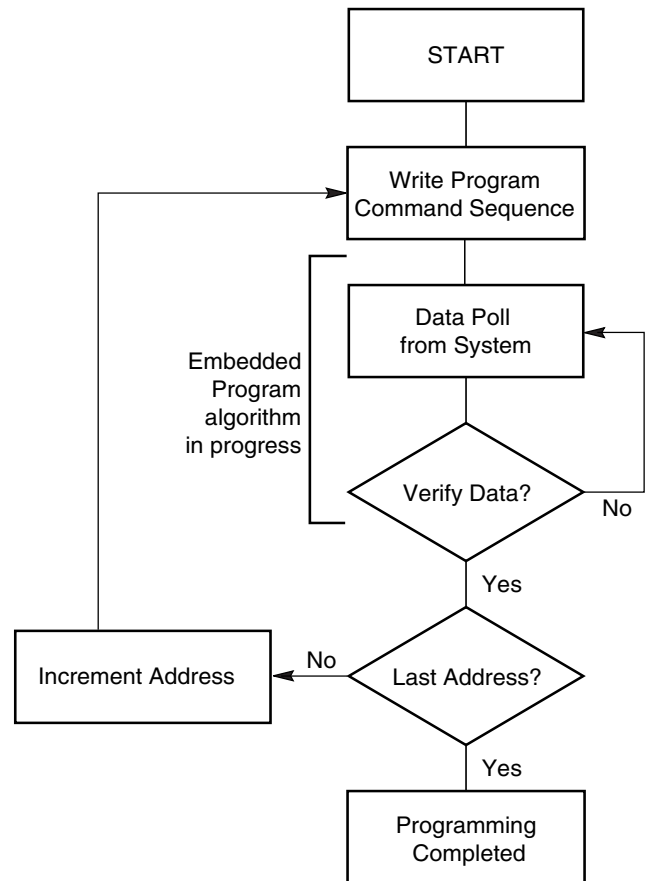 START
Write Program
Command Sequence
Data Poll
from System
Embedded
Program
algorithm
in progress
Verify Data?
No
Yes
Last Address?
No
Increment Address
Yes
Programming
Completed